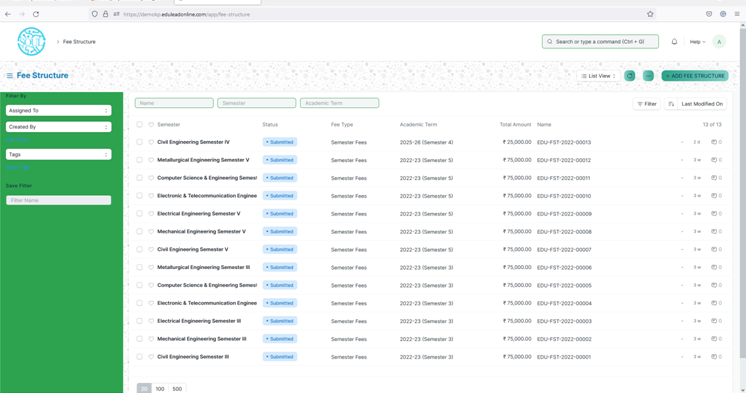 https://demokp.eduleadonline.com/app/fee-structure
Fee Structure
Search or type a command (Ctrl + G)
Help
A
Fee Structure
List View
+ ADD FEE STRUCTURE
Filter By
Assigned To
Created By
Tags
Save Filter
Filter Name
Name
Semester
Academic Term
Filter
Last Modified On
Semester Status Fee Type Academic Term Total Amount Name 13 of 13
Civil Engineering Semester IV Submitted Semester Fees 2025-26 (Semester 4) ₹ 25,000.00 EDU-FST-2022-00013 - 2 d 0
Metallurgical Engineering Semester V Submitted Semester Fees 2022-23 (Semester 5) ₹ 75,000.00 EDU-FST-2022-00012 - 3 w 0
Computer Science & Engineering Semest Submitted Semester Fees 2022-23 (Semester 5) ₹ 75,000.00 EDU-FST-2022-00011 - 3 w 0
Electronic & Telecommunication Enginee Submitted Semester Fees 2022-23 (Semester 5) ₹ 75,000.00 EDU-FST-2022-00010 - 3 w 0
Electrical Engineering Semester V Submitted Semester Fees 2022-23 (Semester 5) ₹ 75,000.00 EDU-FST-2022-00009 - 3 w 0
Mechanical Engineering Semester V Submitted Semester Fees 2022-23 (Semester 5) ₹ 75,000.00 EDU-FST-2022-00008 - 3 w 0
Civil Engineering Semester V Submitted Semester Fees 2022-23 (Semester 5) ₹ 75,000.00 EDU-FST-2022-00007 - 3 w 0
Metallurgical Engineering Semester III Submitted Semester Fees 2022-23 (Semester 3) ₹ 75,000.00 EDU-FST-2022-00006 - 3 w 0
Computer Science & Engineering Semest Submitted Semester Fees 2022-23 (Semester 3) ₹ 75,000.00 EDU-FST-2022-00005 - 3 w 0
Electronic & Telecommunication Enginee Submitted Semester Fees 2022-23 (Semester 3) ₹ 75,000.00 EDU-FST-2022-00004 - 3 w 0
Electrical Engineering Semester III Submitted Semester Fees 2022-23 (Semester 3) ₹ 75,000.00 EDU-FST-2022-00003 - 3 w 0
Mechanical Engineering Semester III Submitted Semester Fees 2022-23 (Semester 3) ₹ 75,000.00 EDU-FST-2022-00002 - 3 w 0
Civil Engineering Semester III Submitted Semester Fees 2022-23 (Semester 3) ₹ 75,000.00 EDU-FST-2022-00001 - 3 w 0
20 100 500